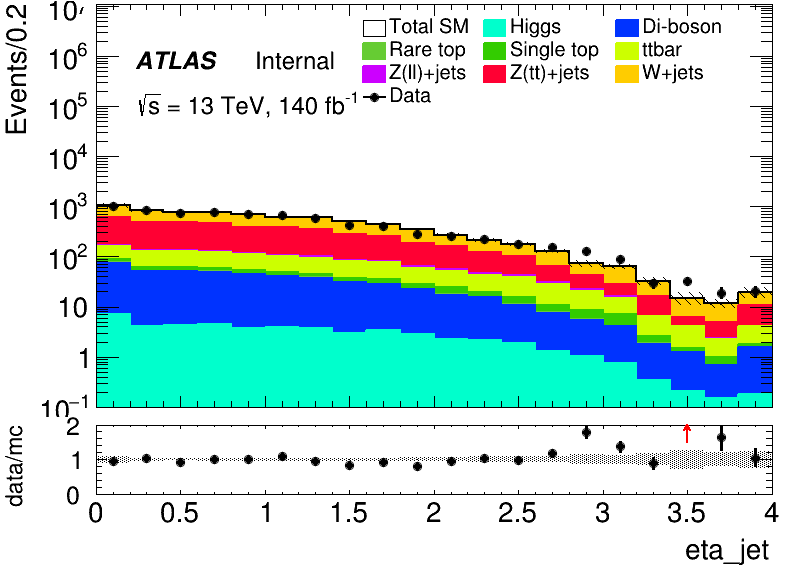 Events/0.2
10⁷
10⁶
10⁵
10⁴
10³
10²
10
1
10⁻¹
ATLAS Internal
√s = 13 TeV, 140 fb⁻¹
Total SM Higgs Di-boson
Rare top Single top ttbar
Z(ll)+jets Z(tt)+jets W+jets
Data
data/mc
2
1
0
0 0.5 1 1.5 2 2.5 3 3.5 4
eta_jet